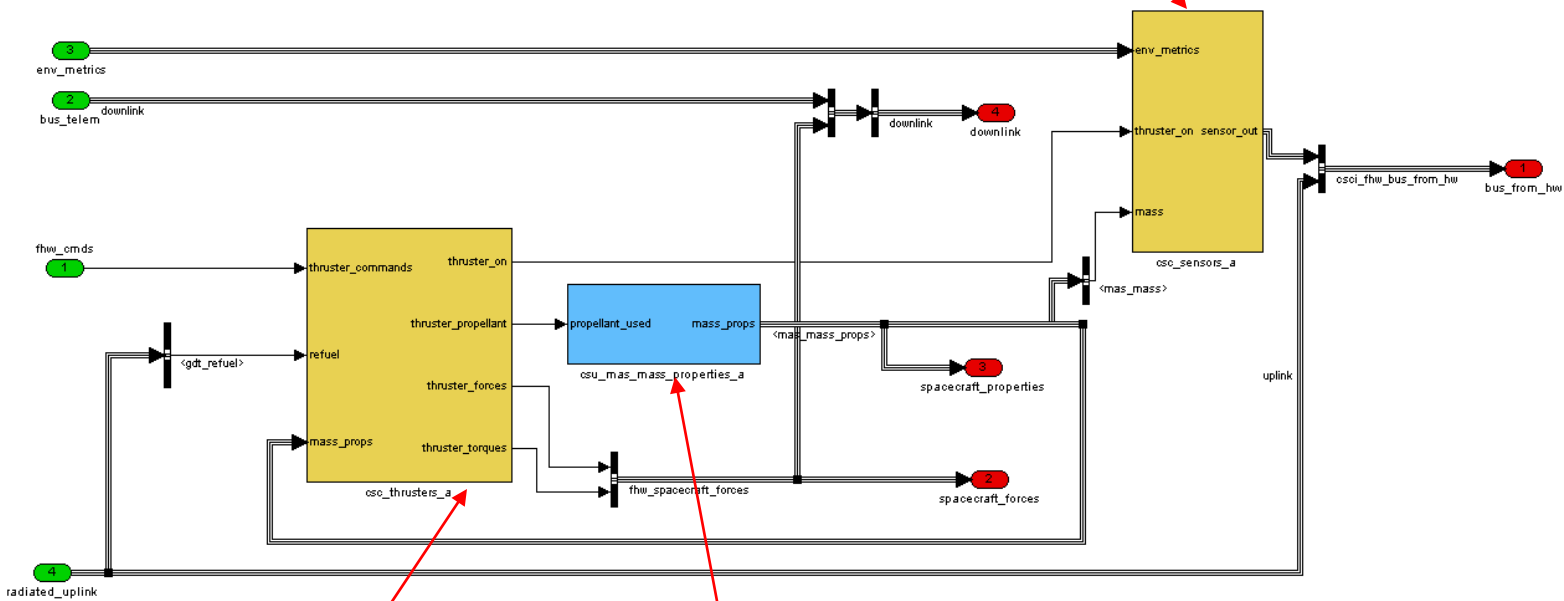 env_metrics
3
env_metrics
2
downlink
bus_telem
4
downlink
downlink
thruster_on
sensor_out
csci_fhw_bus_from_hw
1
bus_from_hw
mass
csc_sensors_a
<mas_mass>
fhw_cmds
1
thruster_commands
thruster_on
thruster_propellant
propellant_used
mass_props
<mas_mass_props>
csu_mas_mass_properties_a
<gdt_refuel>
refuel
thruster_forces
3
spacecraft_properties
uplink
mass_props
thruster_torques
csc_thrusters_a
fhw_spacecraft_forces
2
spacecraft_forces
4
radiated_uplink